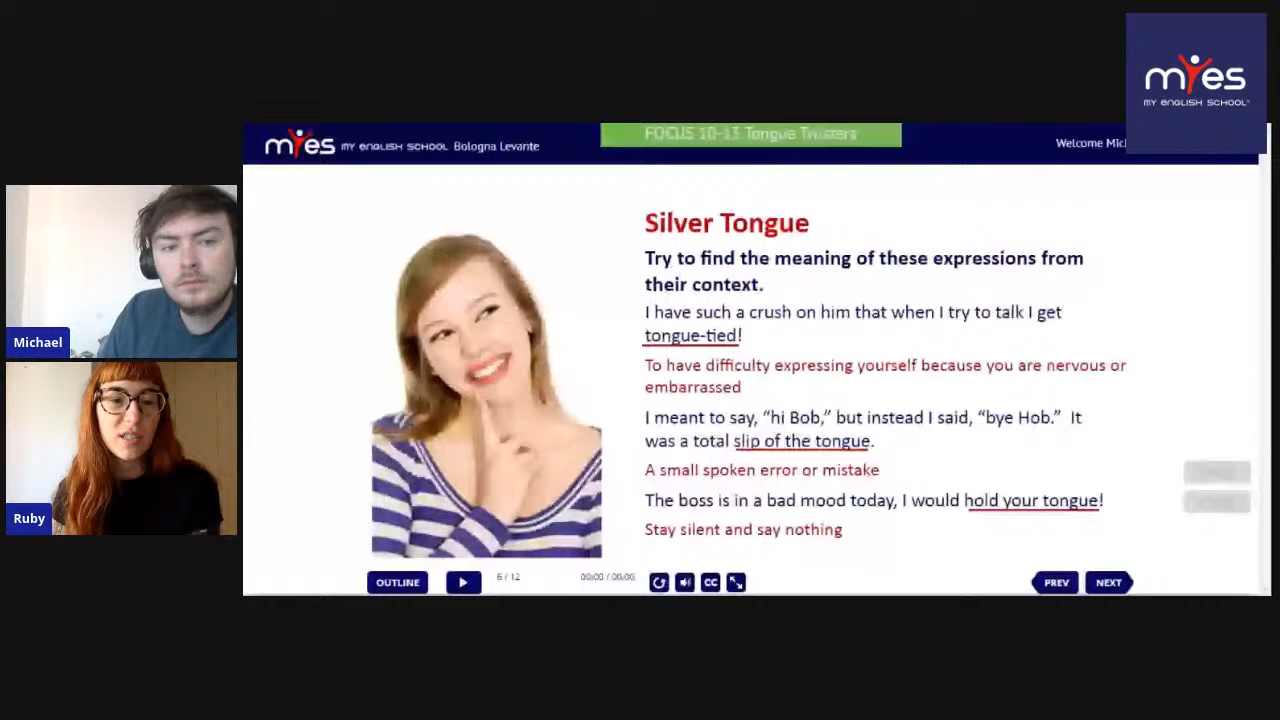 mYes
MY ENGLISH SCHOOL
mYes MY ENGLISH SCHOOL Bologna Levante
FOCUS 10-13 Tongue Twisters
Welcome Mic
Silver Tongue
Try to find the meaning of these expressions from
their context.
I have such a crush on him that when I try to talk I get
tongue-tied!
To have difficulty expressing yourself because you are nervous or
embarrassed
I meant to say, “hi Bob,” but instead I said, “bye Hob.” It
was a total slip of the tongue.
A small spoken error or mistake
The boss is in a bad mood today, I would hold your tongue!
Stay silent and say nothing
Michael
Ruby
OUTLINE
6 / 12
CC
PREV
NEXT